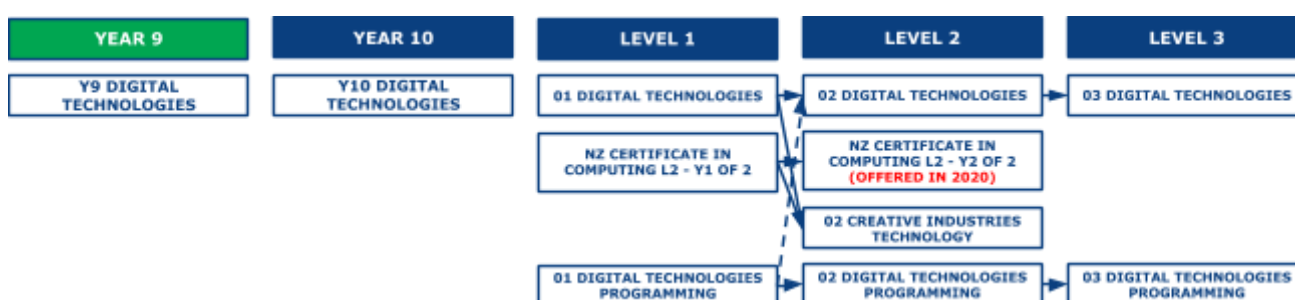 YEAR 9
YEAR 10
LEVEL 1
LEVEL 2
LEVEL 3
Y9 DIGITAL
TECHNOLOGIES
Y10 DIGITAL
TECHNOLOGIES
01 DIGITAL TECHNOLOGIES
02 DIGITAL TECHNOLOGIES
03 DIGITAL TECHNOLOGIES
NZ CERTIFICATE IN
COMPUTING L2 - Y1 OF 2
NZ CERTIFICATE IN
COMPUTING L2 - Y2 OF 2
(OFFERED IN 2020)
02 CREATIVE INDUSTRIES
TECHNOLOGY
01 DIGITAL TECHNOLOGIES
PROGRAMMING
02 DIGITAL TECHNOLOGIES
PROGRAMMING
03 DIGITAL TECHNOLOGIES
PROGRAMMING